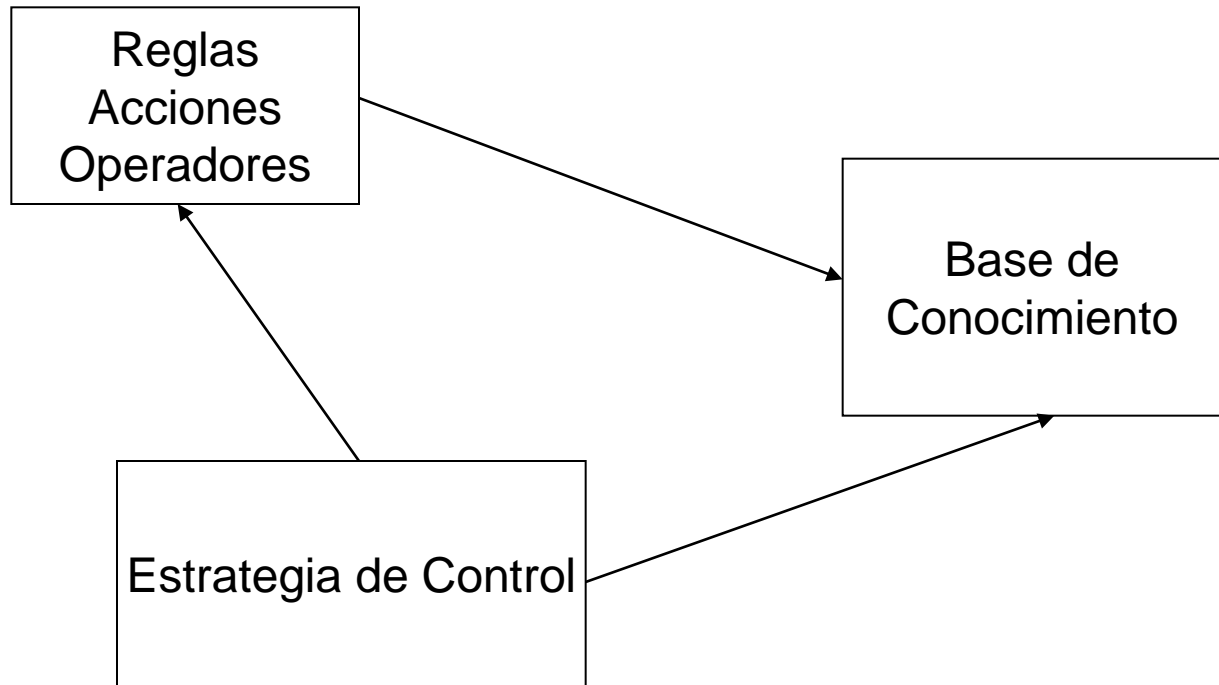 Reglas
Acciones
Operadores
Base de
Conocimiento
Estrategia de Control